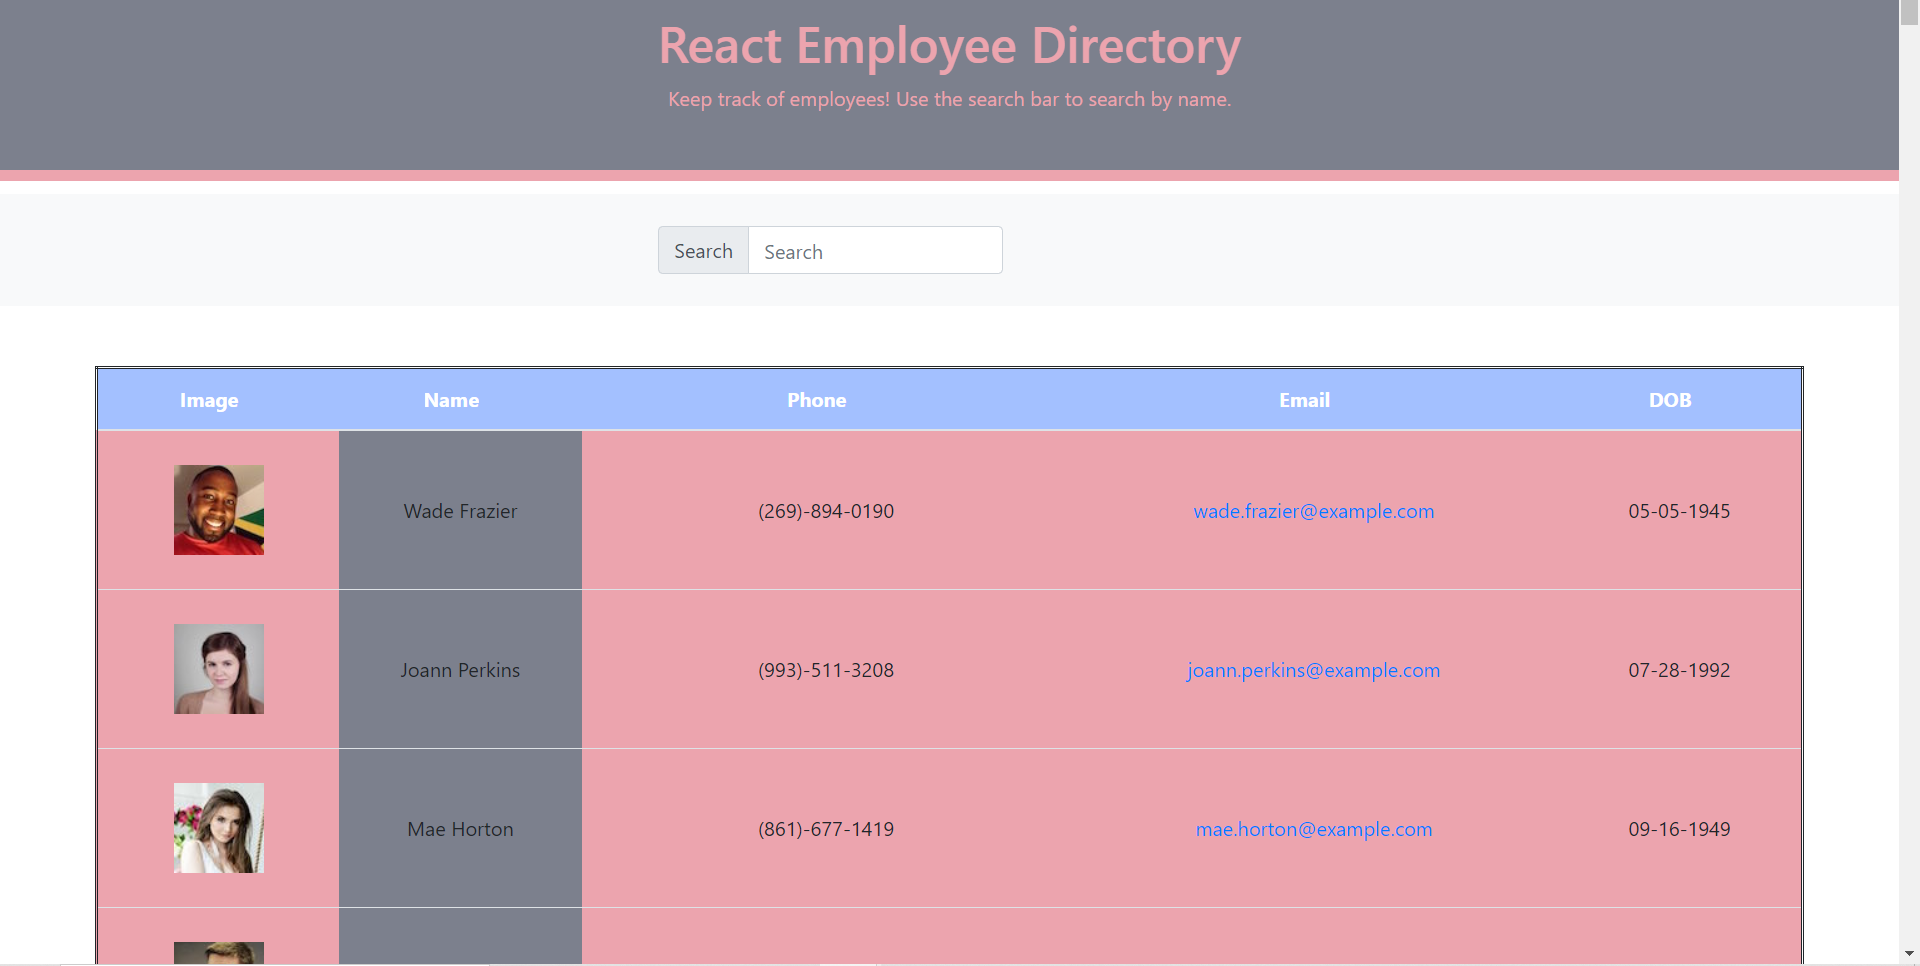 React Employee Directory
Keep track of employees! Use the search bar to search by name.
Search Search
Image Name Phone Email DOB
Wade Frazier (269)-894-0190 wade.frazier@example.com 05-05-1945
Joann Perkins (993)-511-3208 joann.perkins@example.com 07-28-1992
Mae Horton (861)-677-1419 mae.horton@example.com 09-16-1949